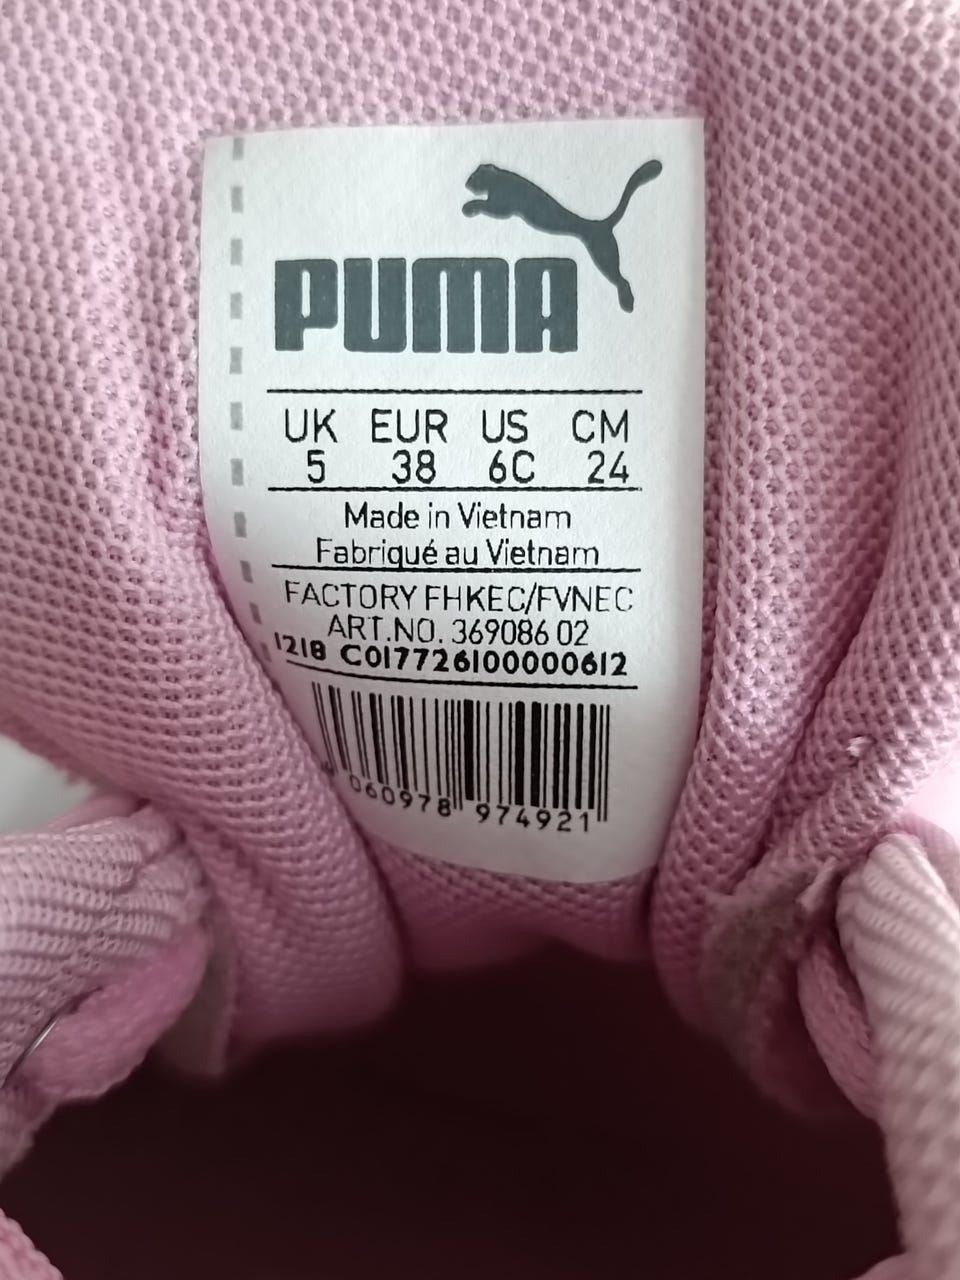 PUMA
UK EUR US CM
5 38 6C 24
Made in Vietnam
Fabriqué au Vietnam
FACTORY FHKEC/FVNEC
ART.NO. 369086 02
1218 C017726100000612
060978 974921